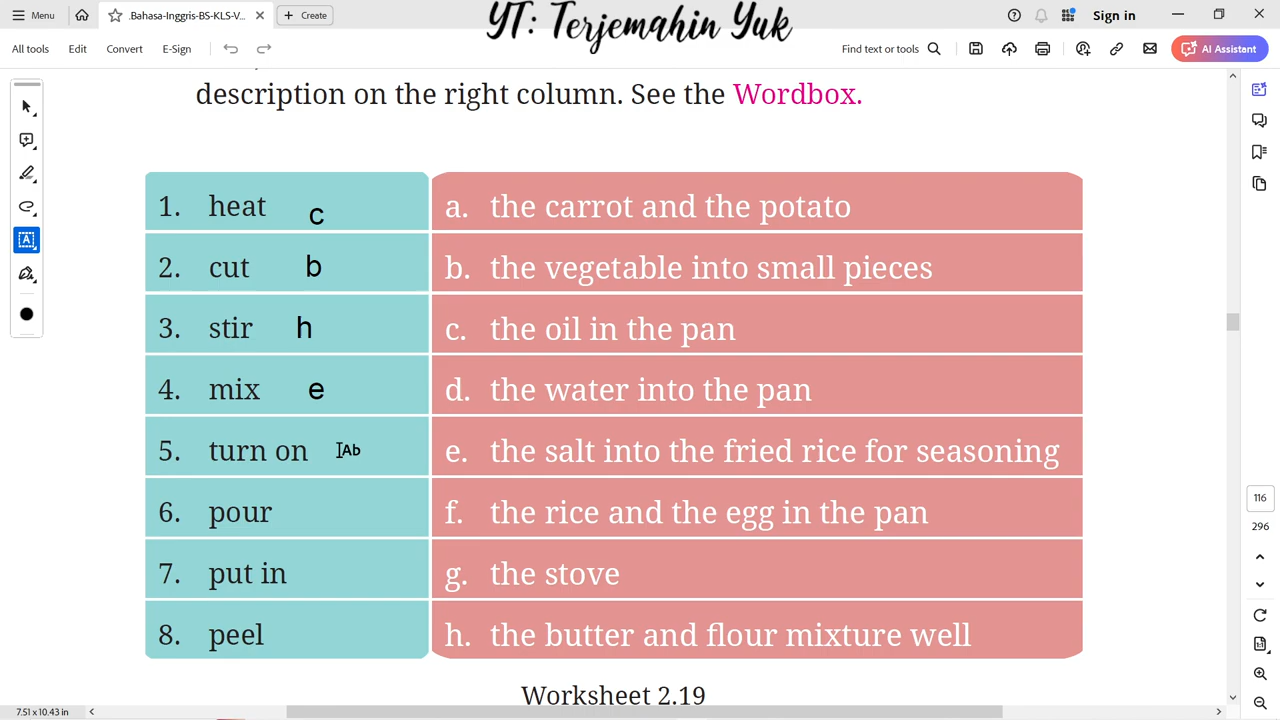 Menu
.Bahasa-Inggris-BS-KLS-V...
Create
YT: Terjemahin Yuk
Sign in
All tools
Edit
Convert
E-Sign
Find text or tools
AI Assistant
description on the right column. See the Wordbox.
1. heat c
a. the carrot and the potato
2. cut b
b. the vegetable into small pieces
3. stir h
c. the oil in the pan
4. mix e
d. the water into the pan
5. turn on Ab
e. the salt into the fried rice for seasoning
6. pour
f. the rice and the egg in the pan
7. put in
g. the stove
8. peel
h. the butter and flour mixture well
Worksheet 2.19
116
296
7.51 x 10.43 in